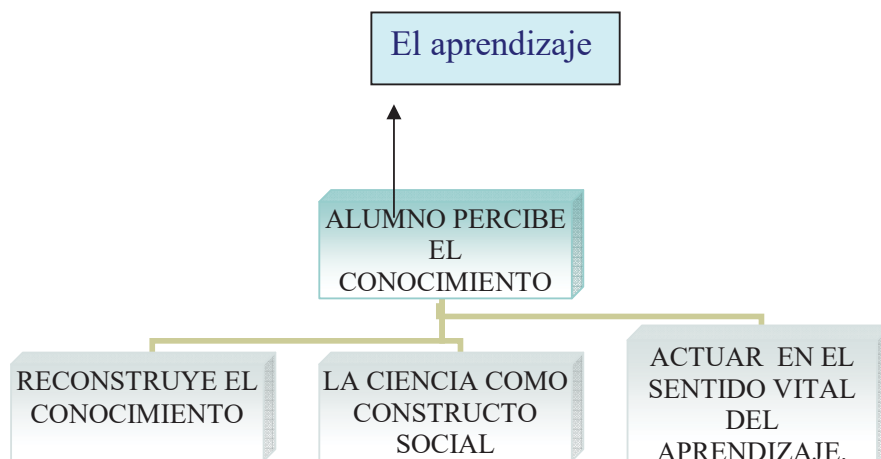 El aprendizaje
ALUMNO PERCIBE
EL
CONOCIMIENTO
RECONSTRUYE EL
CONOCIMIENTO
LA CIENCIA COMO
CONSTRUCTO
SOCIAL
ACTUAR EN EL
SENTIDO VITAL
DEL
APRENDIZAJE.